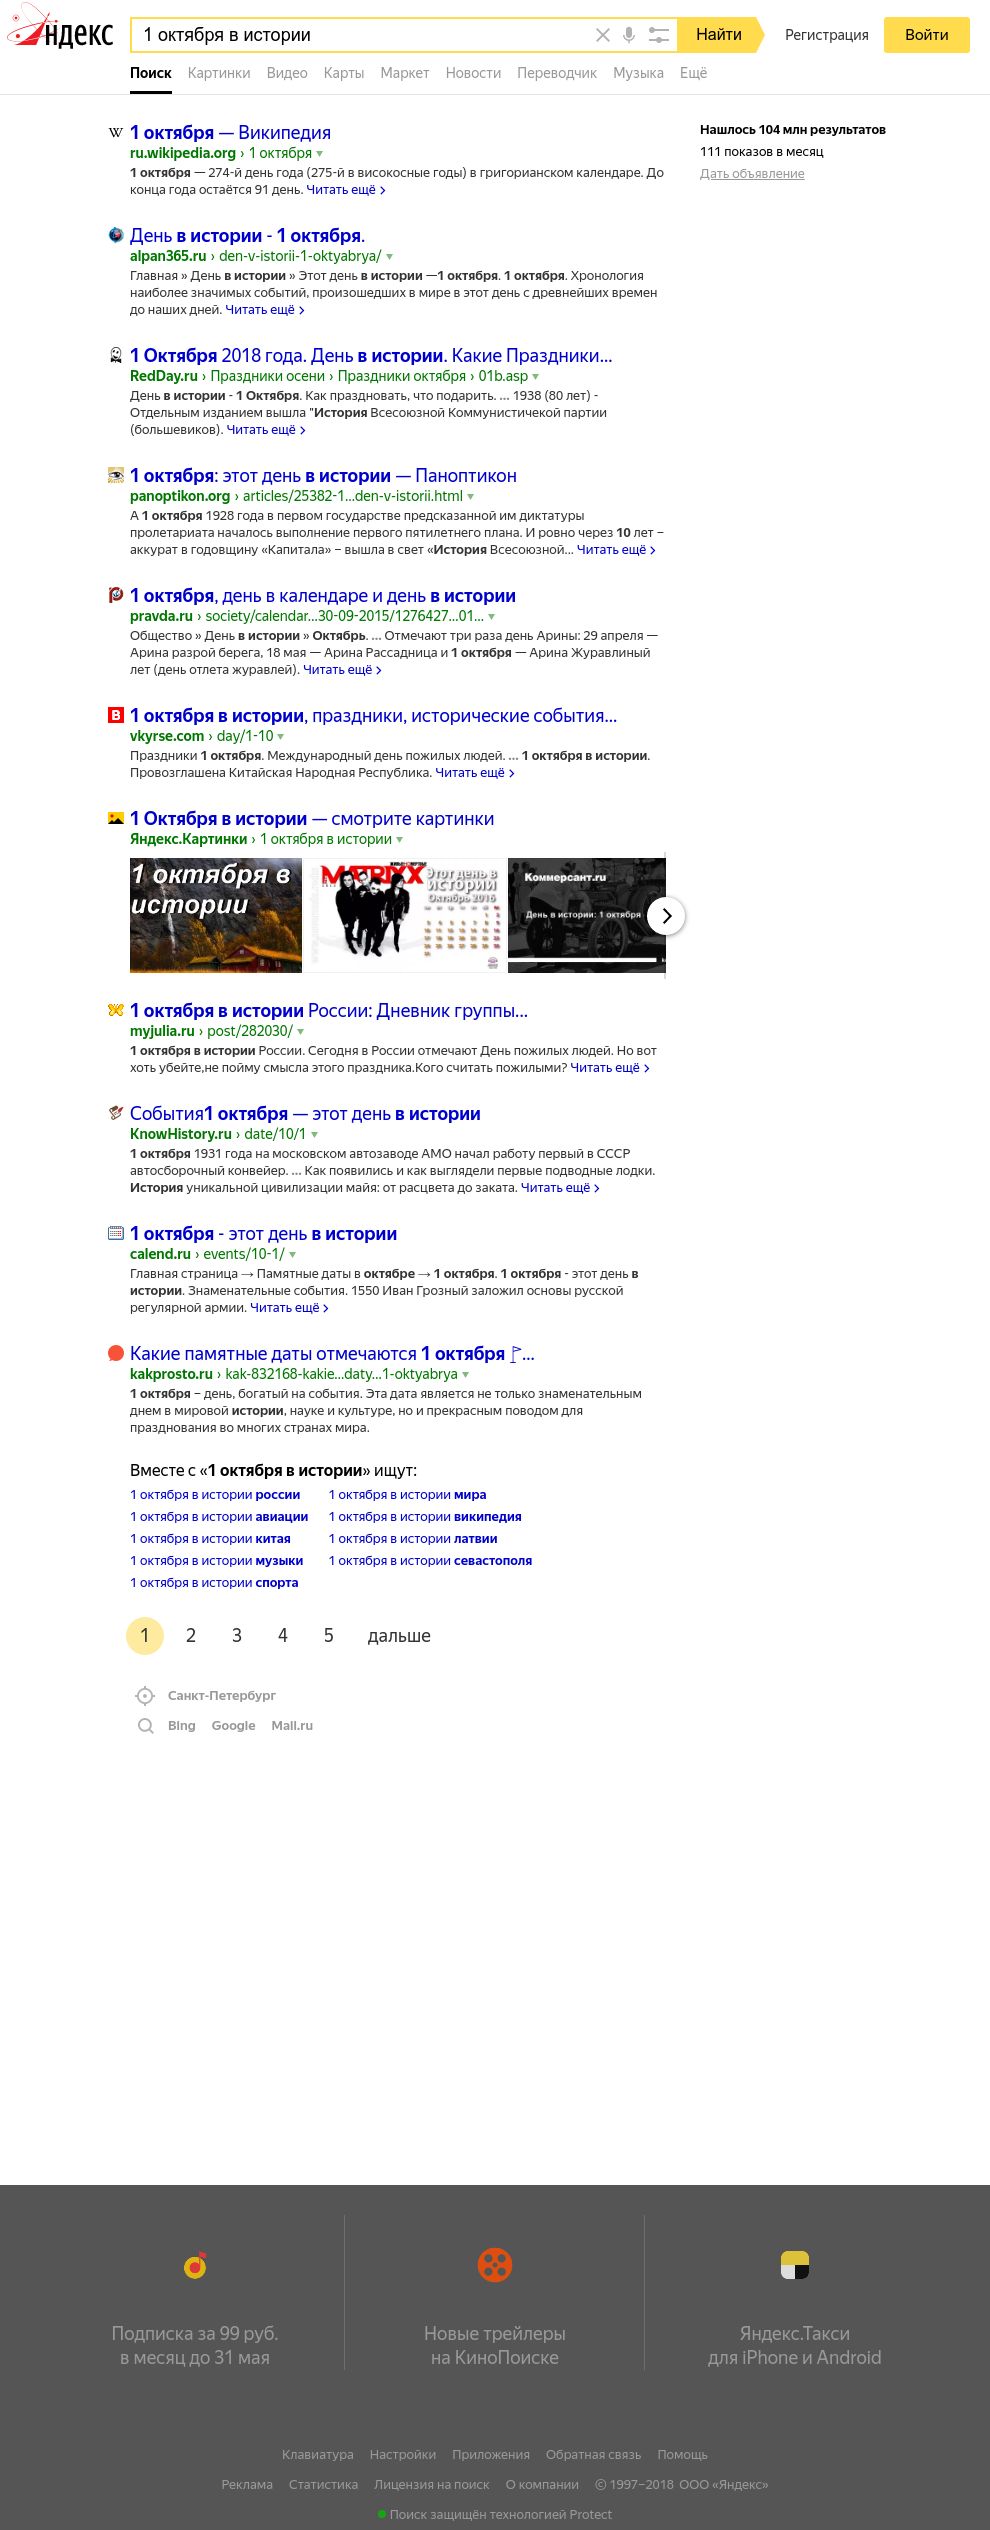 Яндекс
1 октября в истории
Найти
Регистрация
Войти
Поиск Картинки Видео Карты Маркет Новости Переводчик Музыка Ещё
1 октября — Википедия
ru.wikipedia.org › 1 октября
1 октября — 274-й день года (275-й в високосные годы) в григорианском календаре. До
конца года остаётся 91 день. Читать ещё
Нашлось 104 млн результатов
111 показов в месяц
Дать объявление
День в истории - 1 октября.
alpan365.ru › den-v-istorii-1-oktyabrya/
Главная » День в истории » Этот день в истории —1 октября. 1 октября. Хронология
наиболее значимых событий, произошедших в мире в этот день с древнейших времен
до наших дней. Читать ещё
1 Октября 2018 года. День в истории. Какие Праздники...
RedDay.ru › Праздники осени › Праздники октября › 01b.asp
День в истории - 1 Октября. Как праздновать, что подарить. ... 1938 (80 лет) -
Отдельным изданием вышла "История Всесоюзной Коммунистичекой партии
(большевиков). Читать ещё
1 октября: этот день в истории — Паноптикон
panoptikon.org › articles/25382-1…den-v-istorii.html
А 1 октября 1928 года в первом государстве предсказанной им диктатуры
пролетариата началось выполнение первого пятилетнего плана. И ровно через 10 лет –
аккурат в годовщину «Капитала» – вышла в свет «История Всесоюзной... Читать ещё
1 октября, день в календаре и день в истории
pravda.ru › society/calendar…30-09-2015/1276427…01…
Общество » День в истории » Октябрь. ... Отмечают три раза день Арины: 29 апреля —
Арина разрой берега, 18 мая — Арина Рассадница и 1 октября — Арина Журавлиный
лет (день отлета журавлей). Читать ещё
1 октября в истории, праздники, исторические события...
vkyrse.com › day/1-10
Праздники 1 октября. Международный день пожилых людей. ... 1 октября в истории.
Провозглашена Китайская Народная Республика. Читать ещё
1 Октября в истории — смотрите картинки
Яндекс.Картинки › 1 октября в истории
1 октября в
истории
MATRIXX
Этот день в
истории
Октябрь 2016
Коммерсант.ru
День в истории: 1 октября
1 октября в истории России: Дневник группы...
myjulia.ru › post/282030/
1 октября в истории России. Сегодня в России отмечают День пожилых людей. Но вот
хоть убейте,не пойму смысла этого праздника.Кого считать пожилыми? Читать ещё
События1 октября — этот день в истории
KnowHistory.ru › date/10/1
1 октября 1931 года на московском автозаводе АМО начал работу первый в СССР
автосборочный конвейер. ... Как появились и как выглядели первые подводные лодки.
История уникальной цивилизации майя: от расцвета до заката. Читать ещё
1 октября - этот день в истории
calend.ru › events/10-1/
Главная страница → Памятные даты в октябре → 1 октября. 1 октября - этот день в
истории. Знаменательные события. 1550 Иван Грозный заложил основы русской
регулярной армии. Читать ещё
Какие памятные даты отмечаются 1 октября ...
kakprosto.ru › kak-832168-kakie…daty…1-oktyabrya
1 октября – день, богатый на события. Эта дата является не только знаменательным
днем в мировой истории, науке и культуре, но и прекрасным поводом для
празднования во многих странах мира.
Вместе с «1 октября в истории» ищут:
1 октября в истории россии 1 октября в истории мира
1 октября в истории авиации 1 октября в истории википедия
1 октября в истории китая 1 октября в истории латвии
1 октября в истории музыки 1 октября в истории севастополя
1 октября в истории спорта
1 2 3 4 5 дальше
Санкт-Петербург
Bing Google Mail.ru
Подписка за 99 руб.
в месяц до 31 мая
Новые трейлеры
на КиноПоиске
Яндекс.Такси
для iPhone и Android
Клавиатура Настройки Приложения Обратная связь Помощь
Реклама Статистика Лицензия на поиск О компании © 1997–2018 ООО «Яндекс»
Поиск защищён технологией Protect